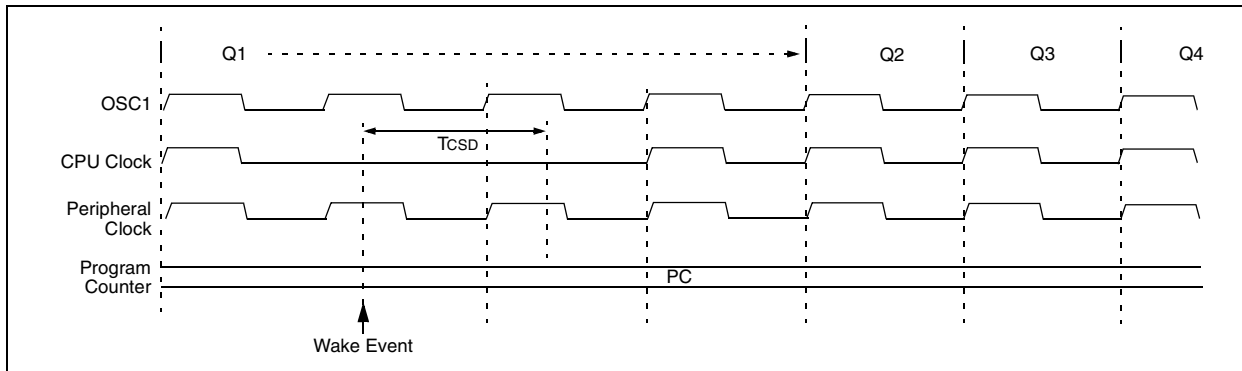 Q1
Q2
Q3
Q4
OSC1
TCSD
CPU Clock
Peripheral
Clock
Program
Counter
PC
Wake Event